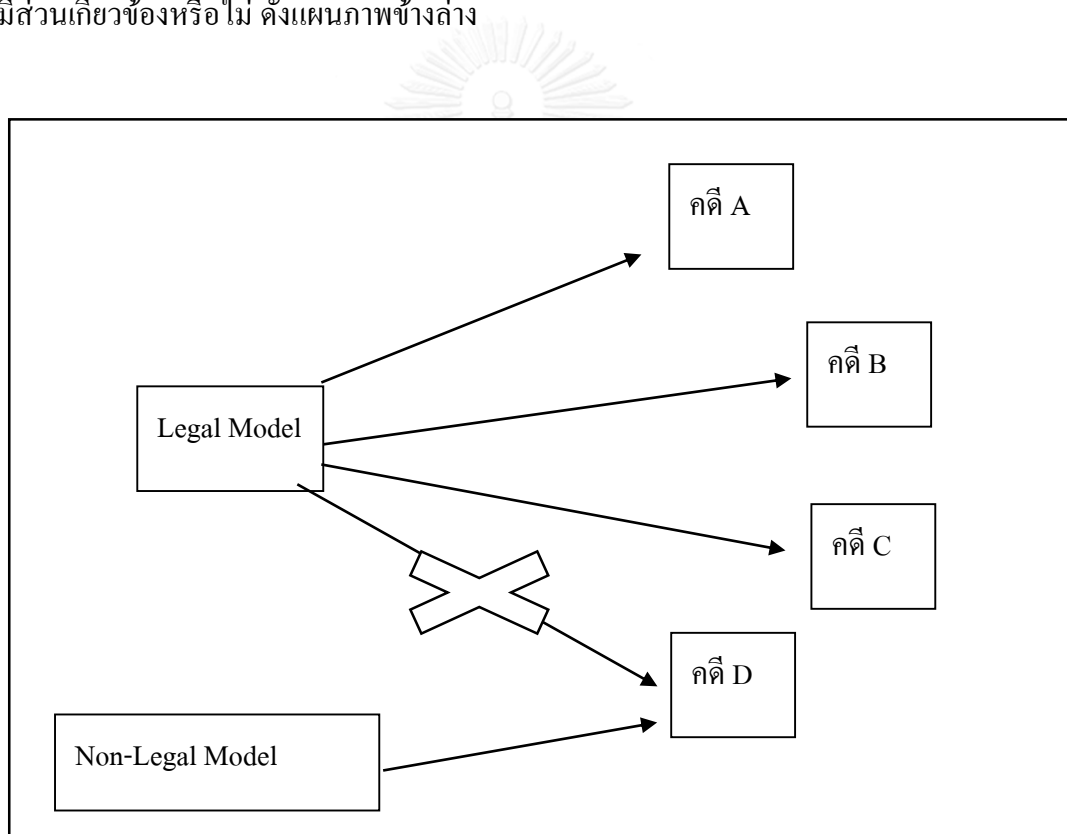 มีส่วนเกี่ยวข้องหรือไม่ ดังแผนภาพข้างล่าง
คดี A
คดี B
Legal Model
คดี C
คดี D
Non-Legal Model